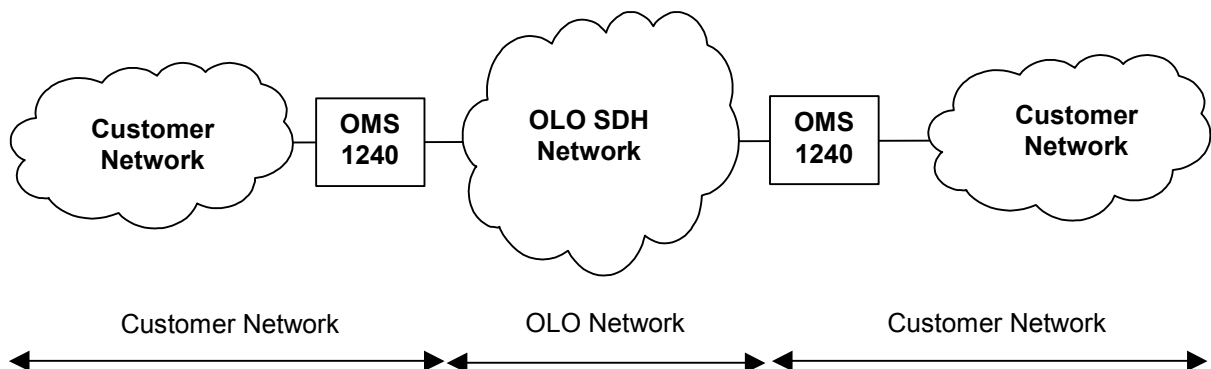 Customer
Network
OMS
1240
OLO SDH
Network
OMS
1240
Customer
Network
Customer Network
OLO Network
Customer Network